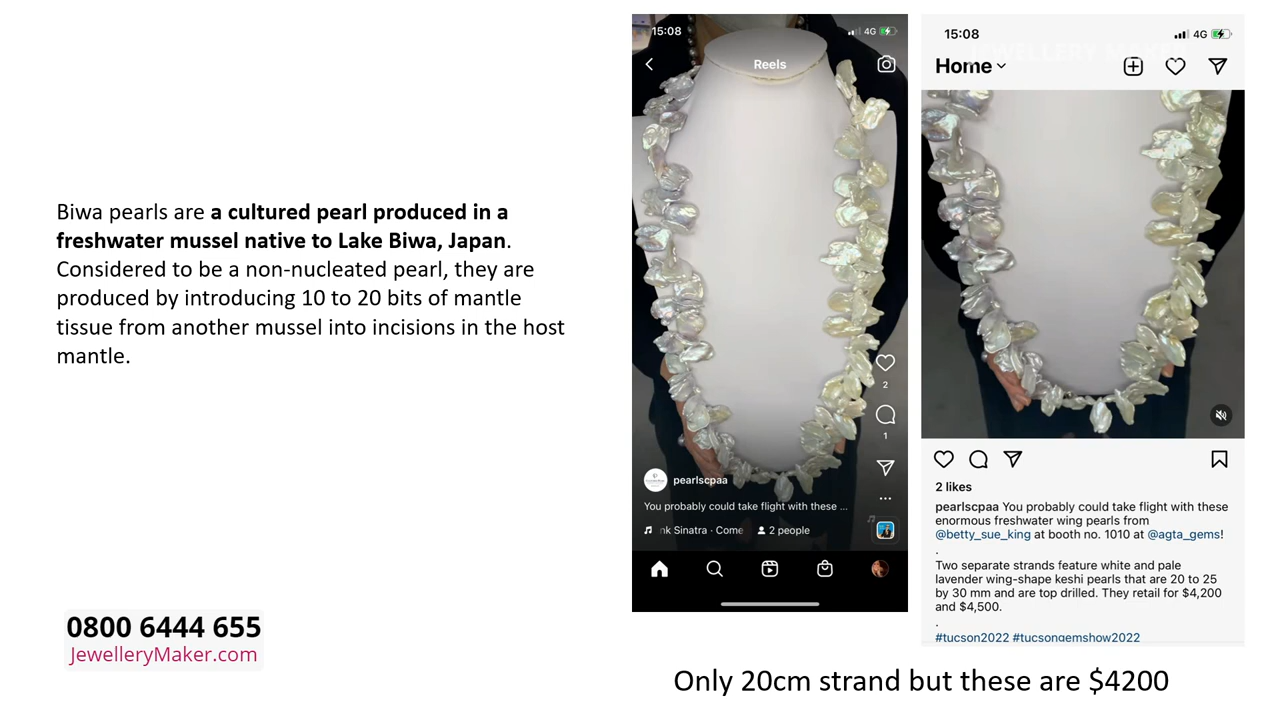 Biwa pearls are a cultured pearl produced in a
freshwater mussel native to Lake Biwa, Japan.
Considered to be a non-nucleated pearl, they are
produced by introducing 10 to 20 bits of mantle
tissue from another mussel into incisions in the host
mantle.
0800 6444 655
JewelleryMaker.com
15:08
4G
Reels
2
1
pearlscpaa
You probably could take flight with these ...
nk Sinatra · Come
2 people
15:08
4G
JEWELLERY MAKER
Home
2 likes
pearlscpaa You probably could take flight with these
enormous freshwater wing pearls from
@betty_sue_king at booth no. 1010 at @agta_gems!
.
Two separate strands feature white and pale
lavender wing-shape keshi pearls that are 20 to 25
by 30 mm and are top drilled. They retail for $4,200
and $4,500.
.
#tucson2022 #tucsongemshow2022
Only 20cm strand but these are $4200